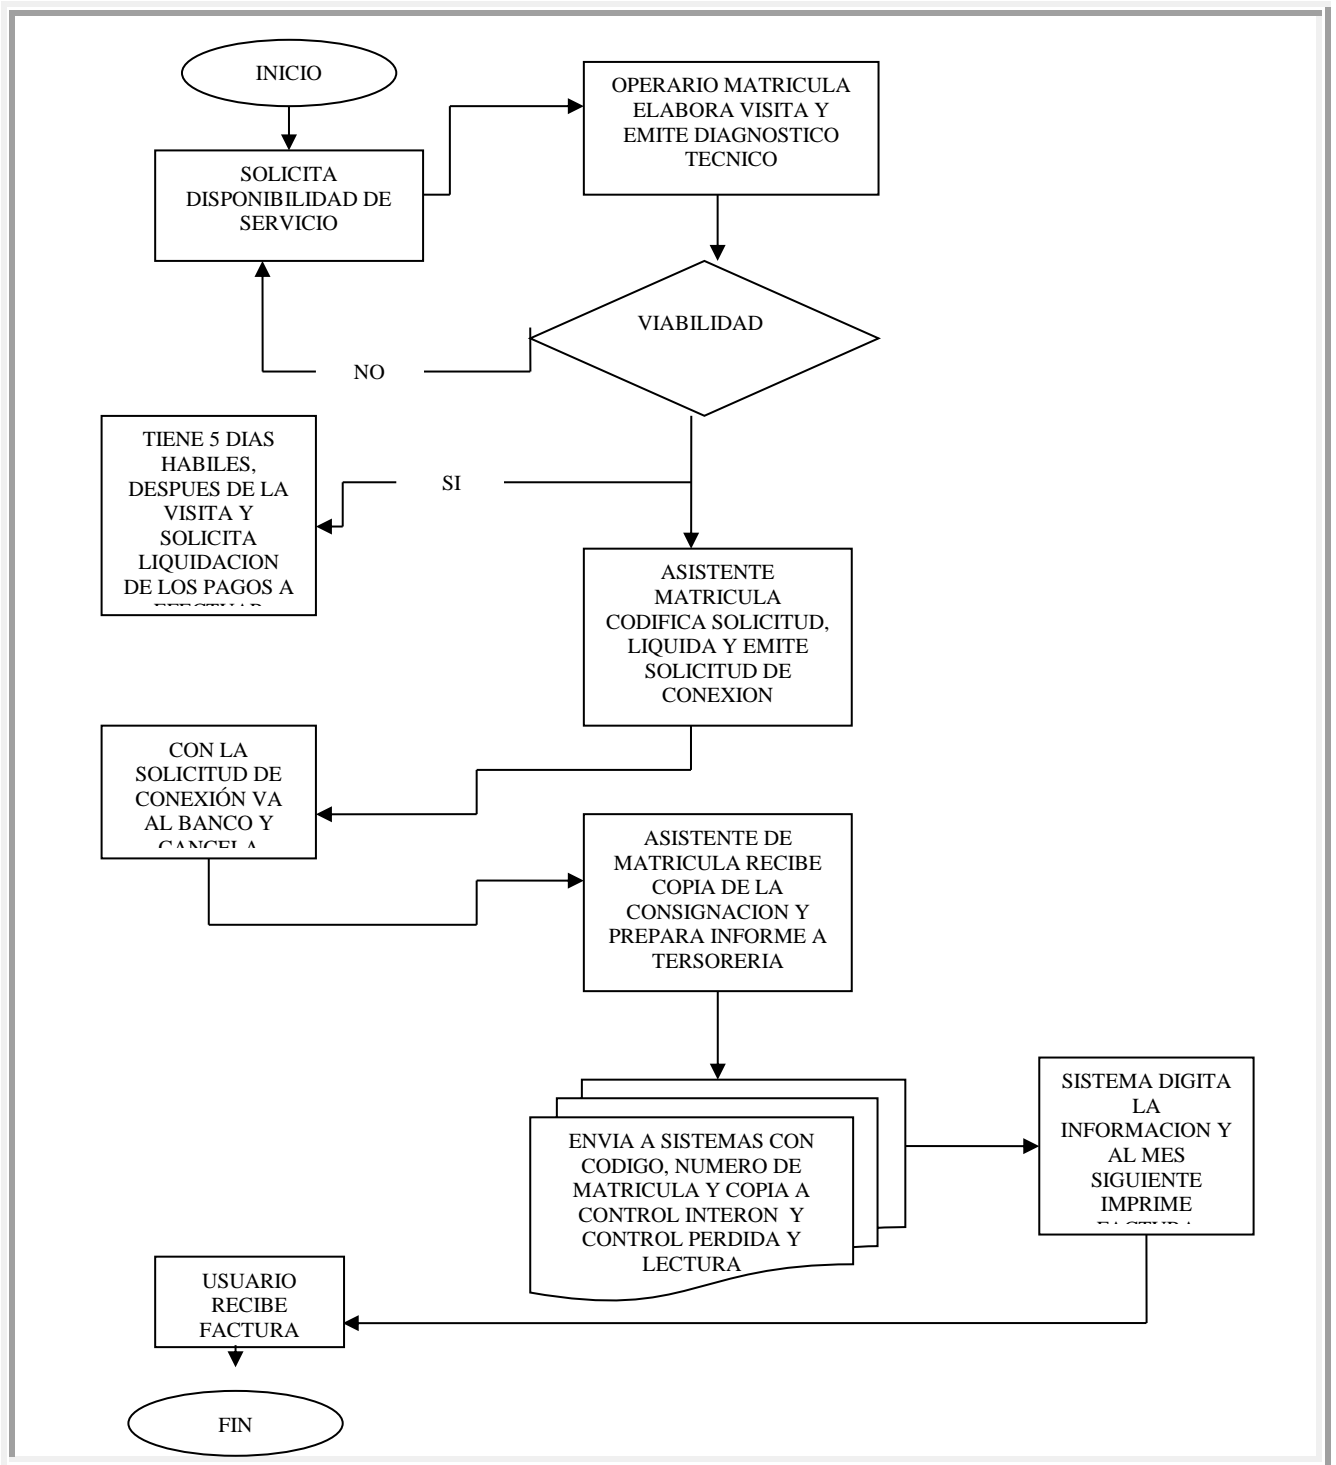 INICIO
SOLICITA
DISPONIBILIDAD DE
SERVICIO
OPERARIO MATRICULA
ELABORA VISITA Y
EMITE DIAGNOSTICO
TECNICO
VIABILIDAD
NO
TIENE 5 DIAS
HABILES,
DESPUES DE LA
VISITA Y
SOLICITA
LIQUIDACION
DE LOS PAGOS A
SI
ASISTENTE
MATRICULA
CODIFICA SOLICITUD,
LIQUIDA Y EMITE
SOLICITUD DE
CONEXION
CON LA
SOLICITUD DE
CONEXIÓN VA
AL BANCO Y
CANCELA
ASISTENTE DE
MATRICULA RECIBE
COPIA DE LA
CONSIGNACION Y
PREPARA INFORME A
TERSORERIA
ENVIA A SISTEMAS CON
CODIGO, NUMERO DE
MATRICULA Y COPIA A
CONTROL INTERON Y
CONTROL PERDIDA Y
LECTURA
SISTEMA DIGITA
LA
INFORMACION Y
AL MES
SIGUIENTE
IMPRIME
USUARIO
RECIBE
FACTURA
FIN